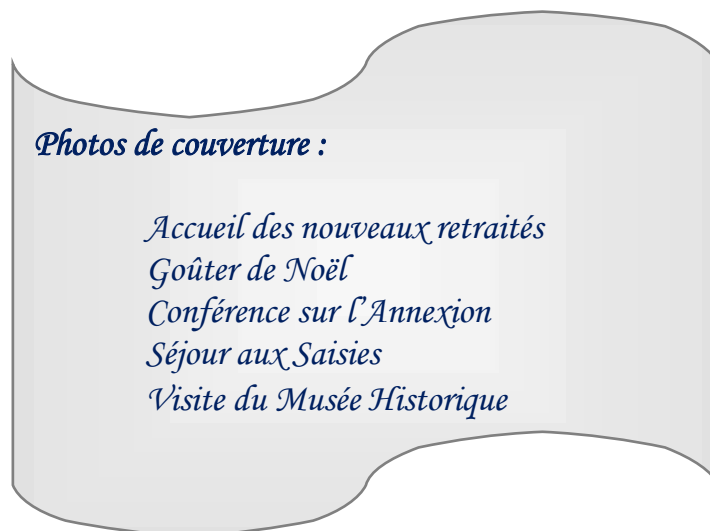 Photos de couverture :
Accueil des nouveaux retraités
Goûter de Noël
Conférence sur l’Annexion
Séjour aux Saisies
Visite du Musée Historique